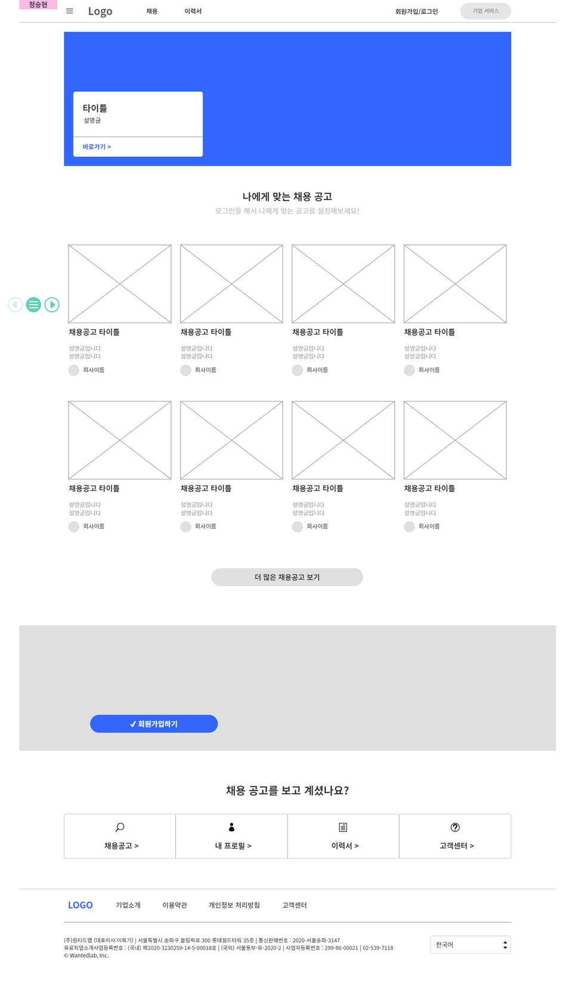 정승현
Logo
채용
이력서
회원가입/로그인
기업 서비스
타이틀
설명글
바로가기 >
나에게 맞는 채용 공고
로그인을 해서 나에게 맞는 공고를 설정해보세요!
채용공고 타이틀
설명글입니다
설명글입니다
회사이름
채용공고 타이틀
설명글입니다
설명글입니다
회사이름
채용공고 타이틀
설명글입니다
설명글입니다
회사이름
채용공고 타이틀
설명글입니다
설명글입니다
회사이름
채용공고 타이틀
설명글입니다
설명글입니다
회사이름
채용공고 타이틀
설명글입니다
설명글입니다
회사이름
채용공고 타이틀
설명글입니다
설명글입니다
회사이름
채용공고 타이틀
설명글입니다
설명글입니다
회사이름
더 많은 채용공고 보기
✓ 회원가입하기
채용 공고를 보고 계셨나요?
채용공고 >
내 프로필 >
이력서 >
고객센터 >
LOGO
기업소개
이용약관
개인정보 처리방침
고객센터
(주)원티드랩 (대표이사:이복기) | 서울특별시 송파구 올림픽로 300 롯데월드타워 35층 | 통신판매번호 : 2020-서울송파-3147
유료직업소개사업등록번호 : (국내) 제2020-3230259-14-5-00018호 | (국외) 서울동부-유-2020-2 | 사업자등록번호 : 299-86-00021 | 02-539-7118
© Wantedlab, Inc.
한국어